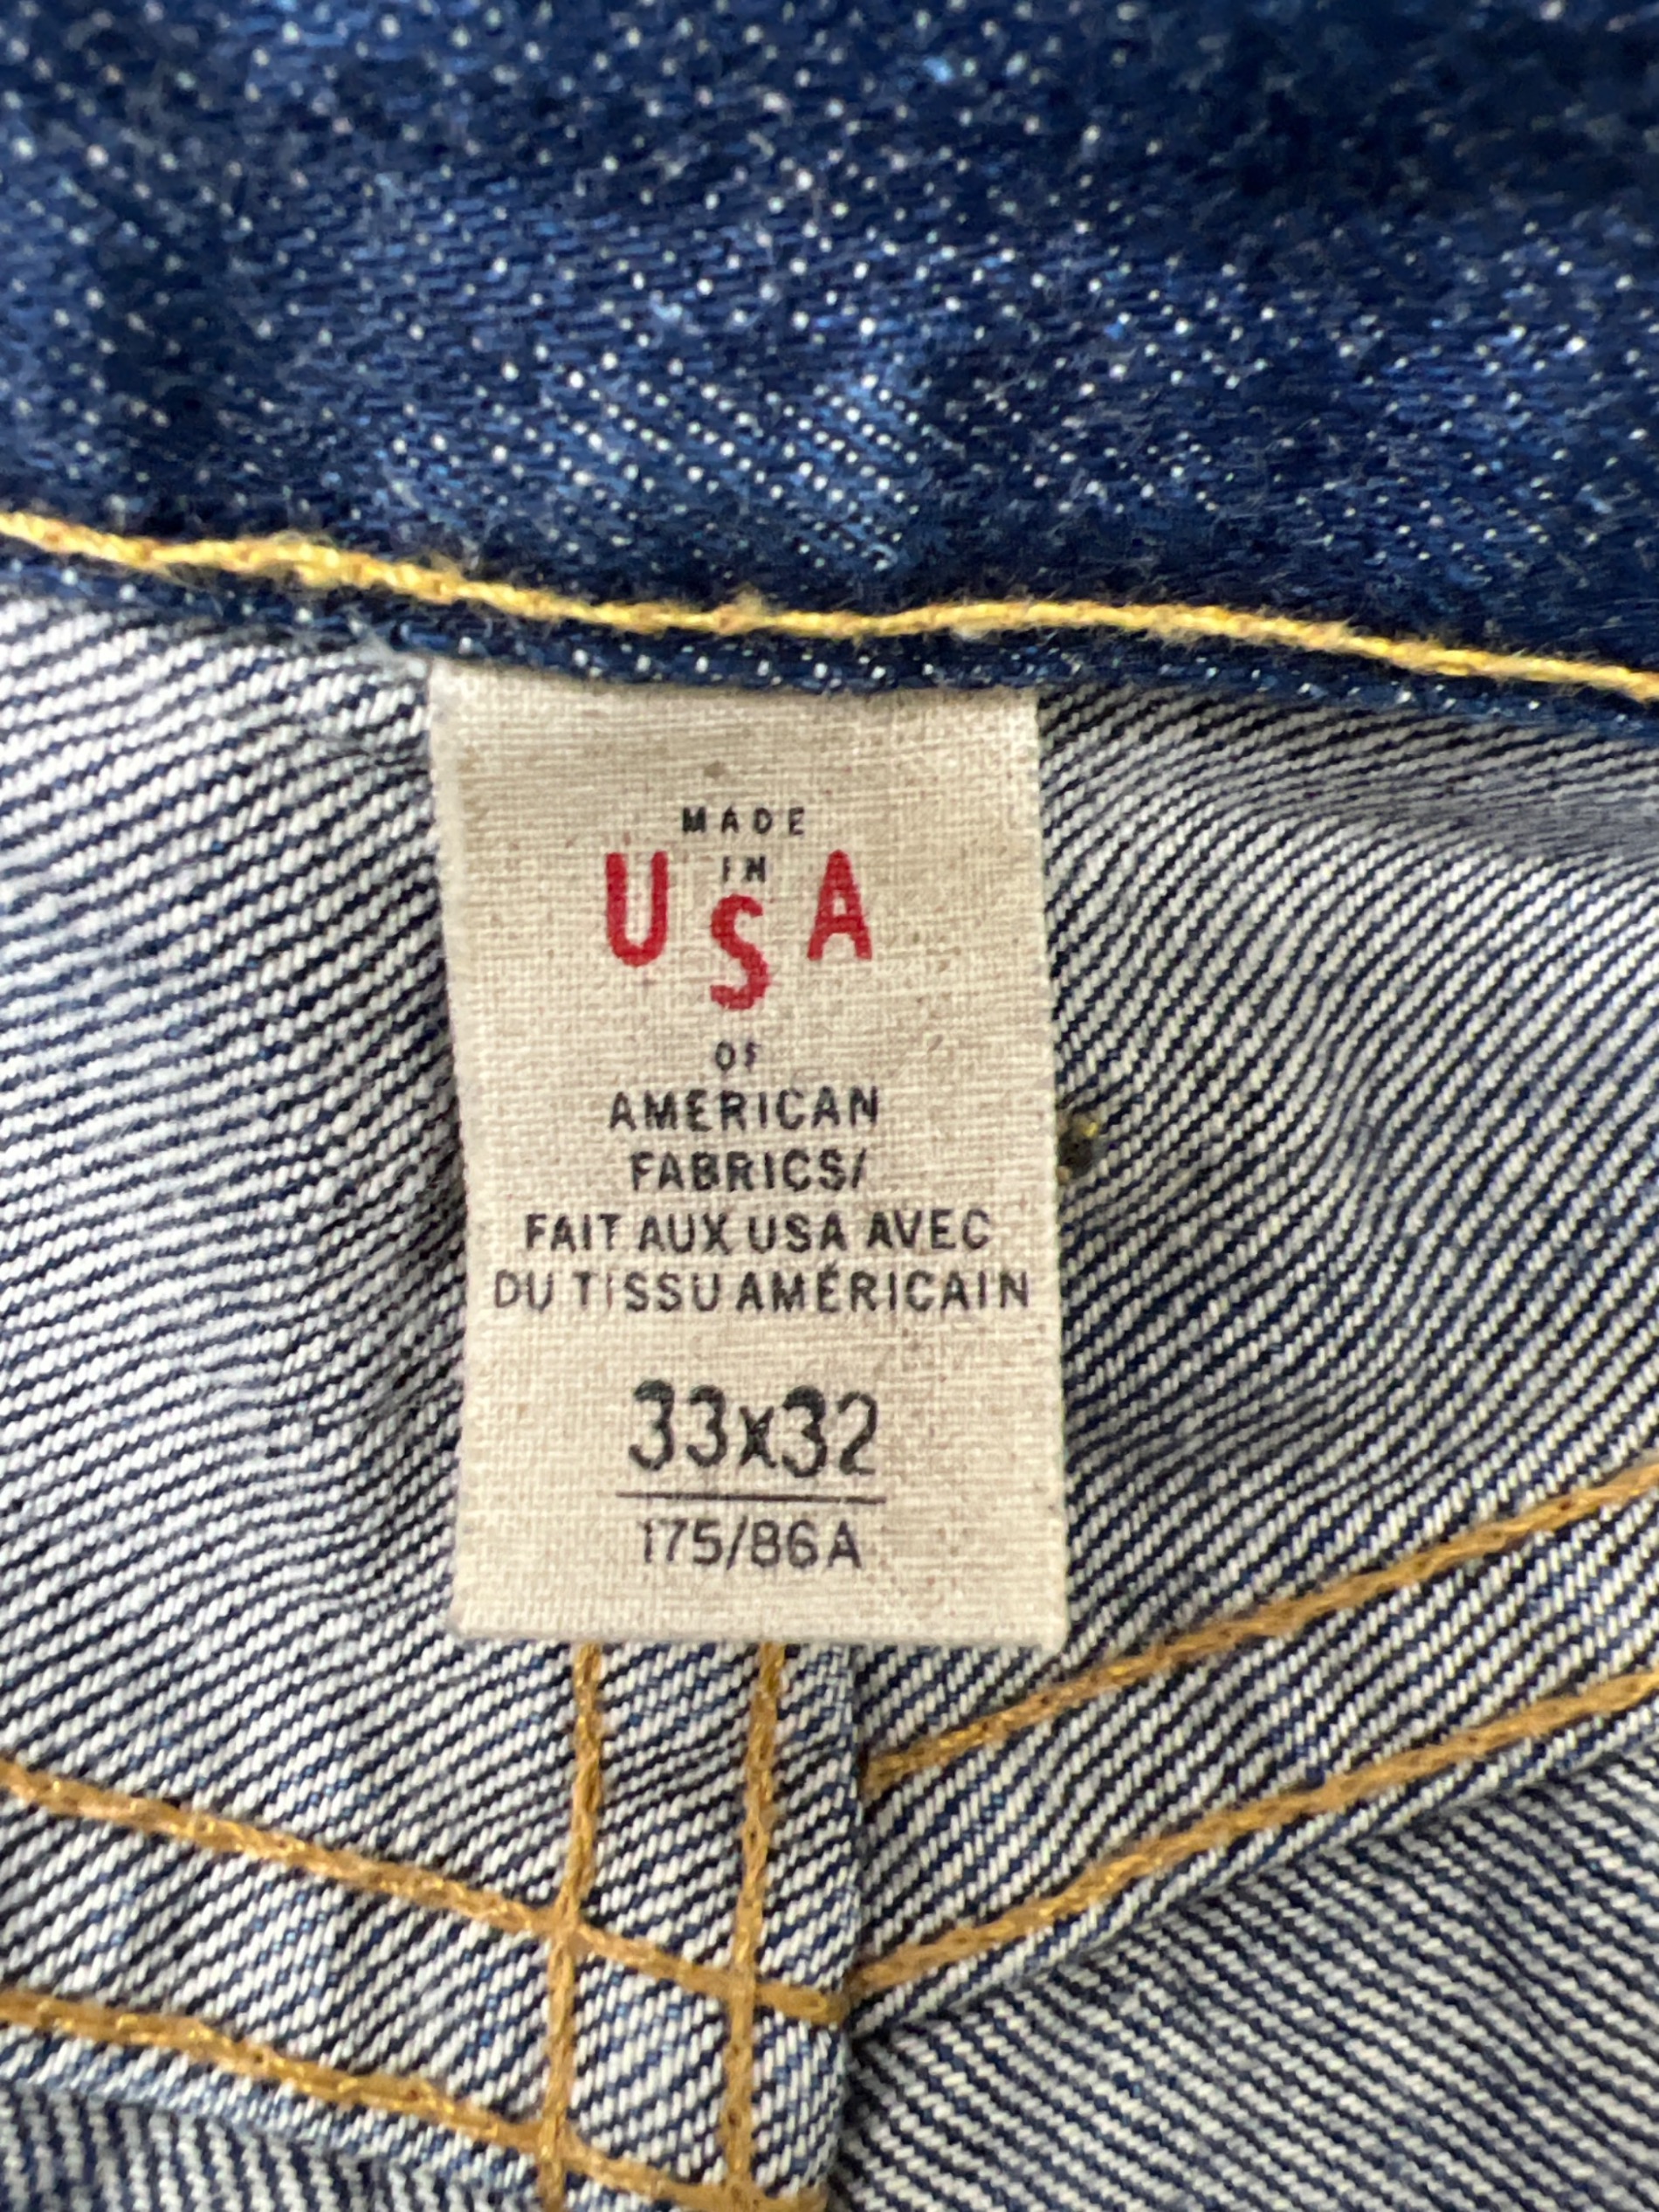 MADE
IN
USA
OF
AMERICAN
FABRICS/
FAIT AUX USA AVEC
DU TISSU AMÉRICAIN
33x32
175/86A